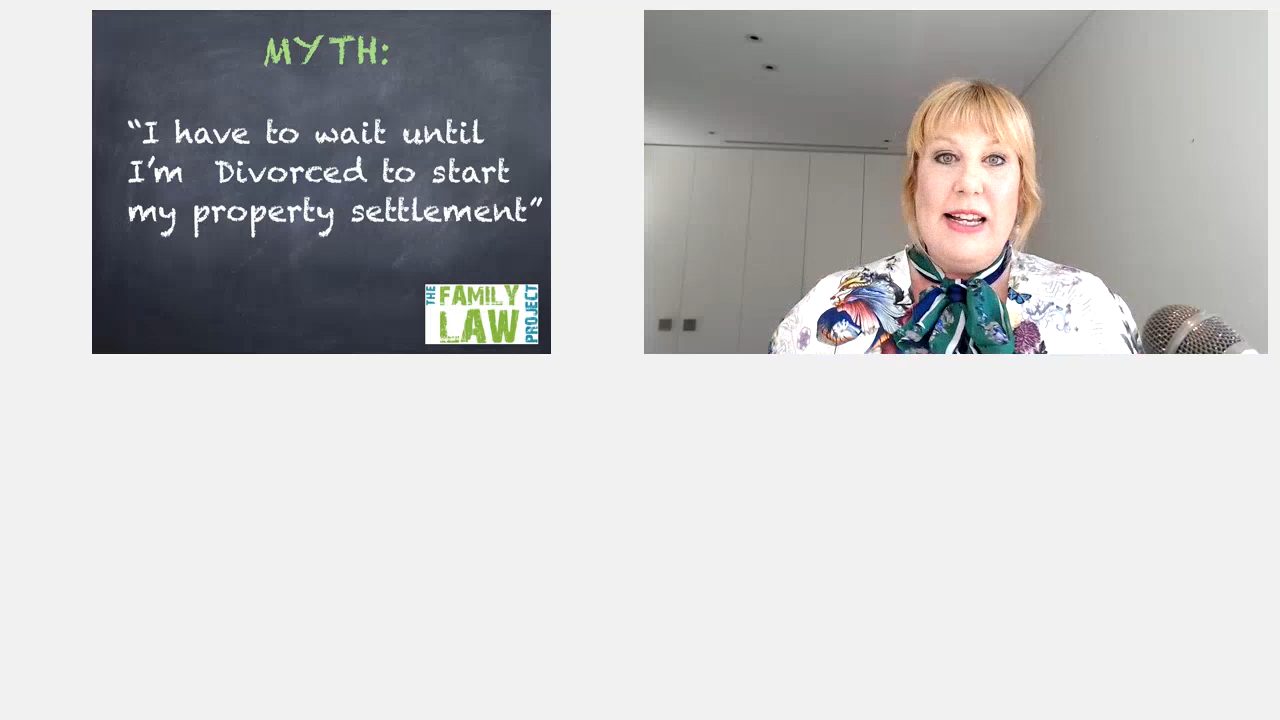 MYTH:
“I have to wait until
I’m Divorced to start
my property settlement”
THE
FAMILY
LAW
PROJECT